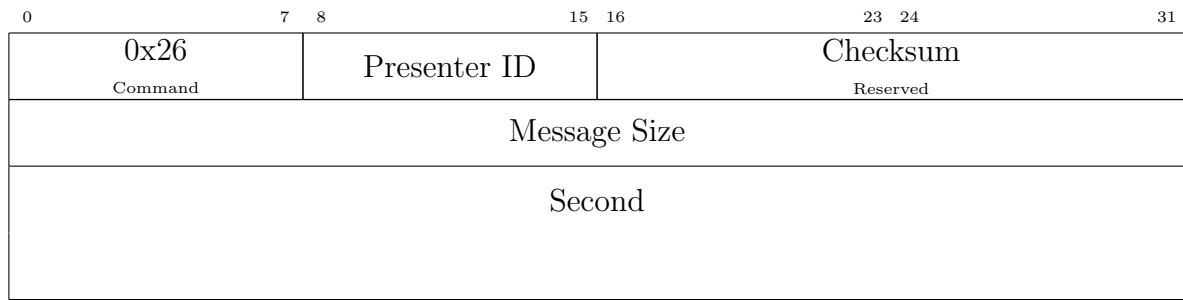 0 7 8 15 16 23 24 31
0x26 Presenter ID Checksum
Command Reserved
Message Size
Second